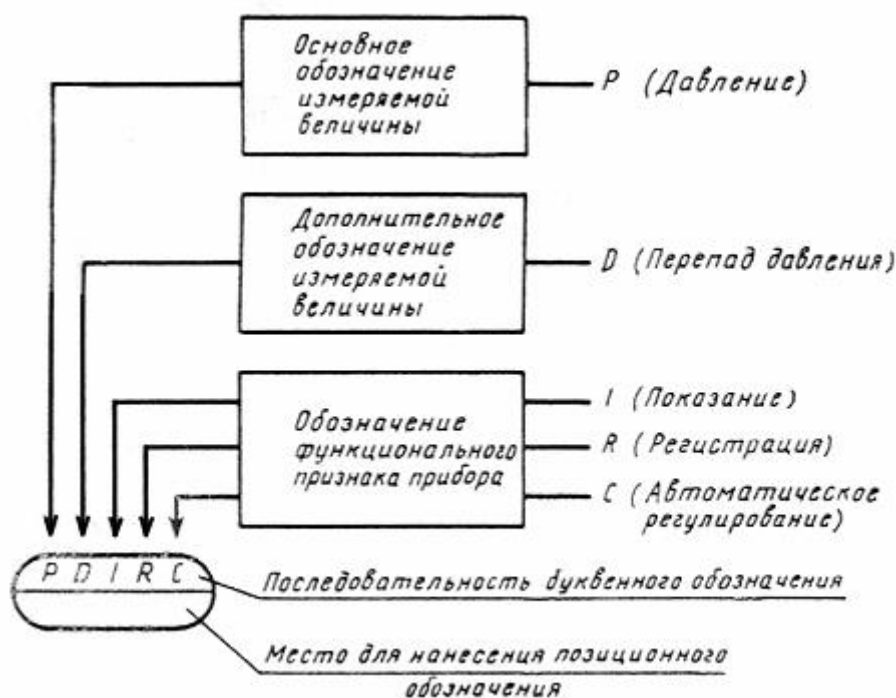 Основное
обозначение
измеряемой
величины
P (Давление)
Дополнительное
обозначение
измеряемой
величины
D (Перепад давления)
Обозначение
функционального
признака прибора
I (Показание)
R (Регистрация)
C (Автоматическое
регулирование)
P D I R C
Последовательность буквенного обозначения
Место для нанесения позиционного
обозначения